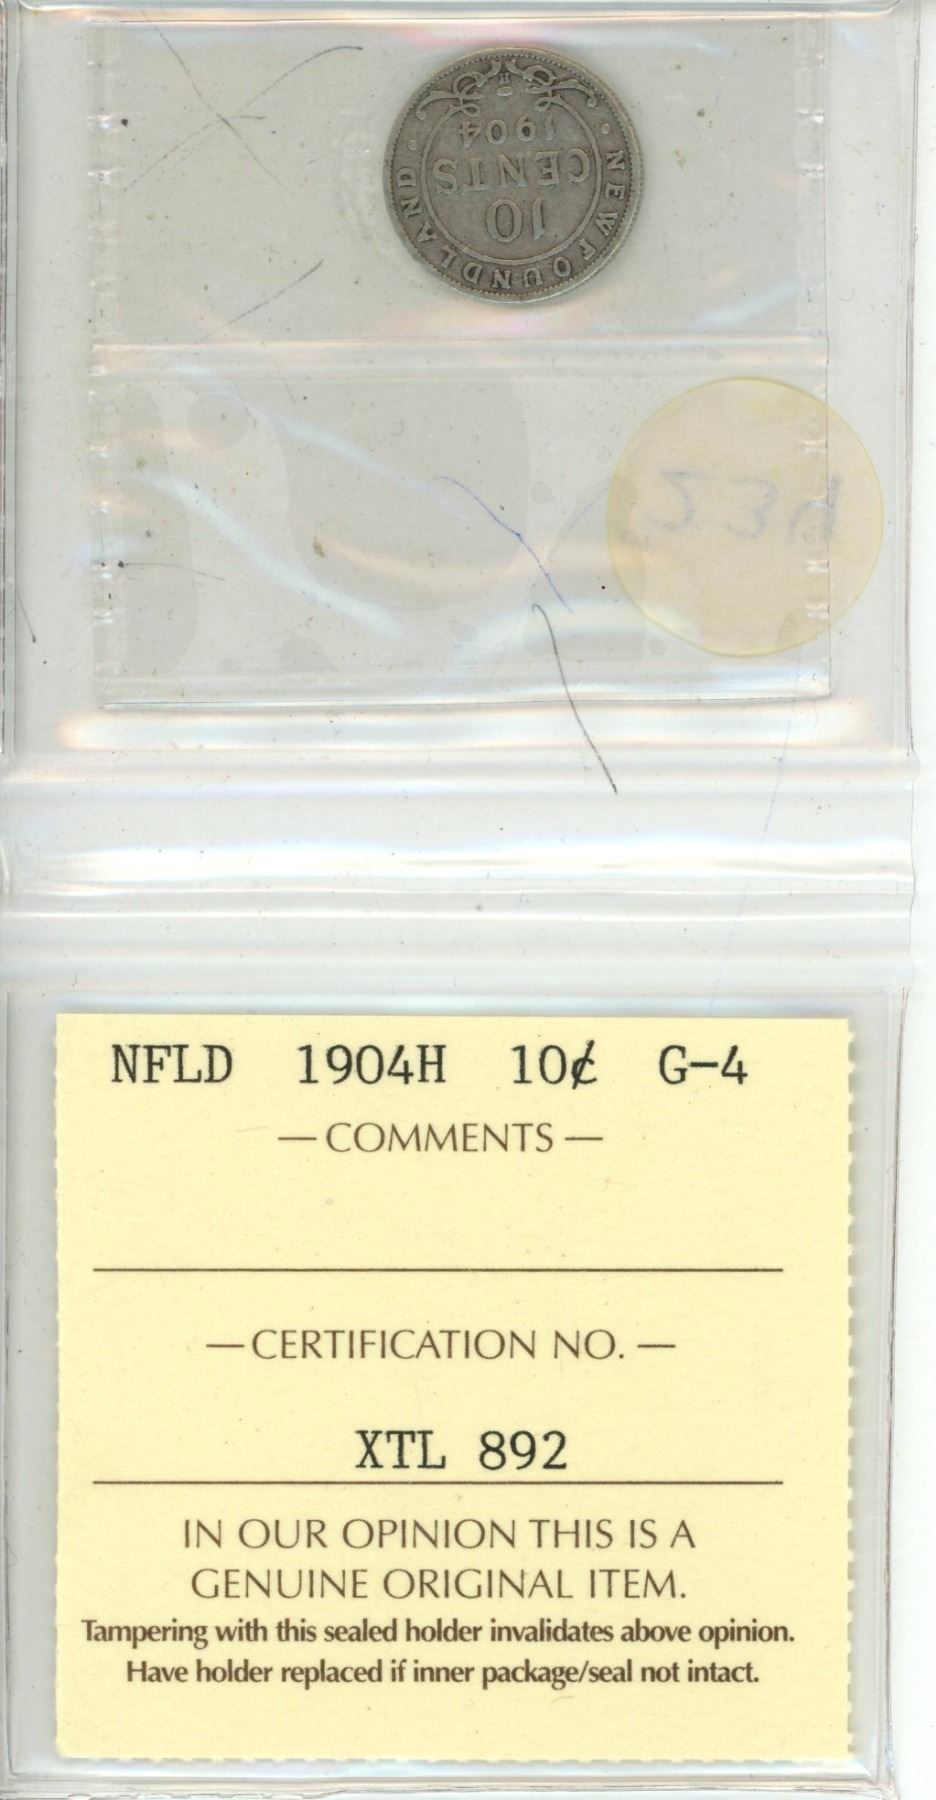 H
1904
CENTS
10
NEWFOUNDLAND
NFLD 1904H 10¢ G-4
— COMMENTS —
— CERTIFICATION NO. —
XTL 892
IN OUR OPINION THIS IS A
GENUINE ORIGINAL ITEM.
Tampering with this sealed holder invalidates above opinion.
Have holder replaced if inner package/seal not intact.